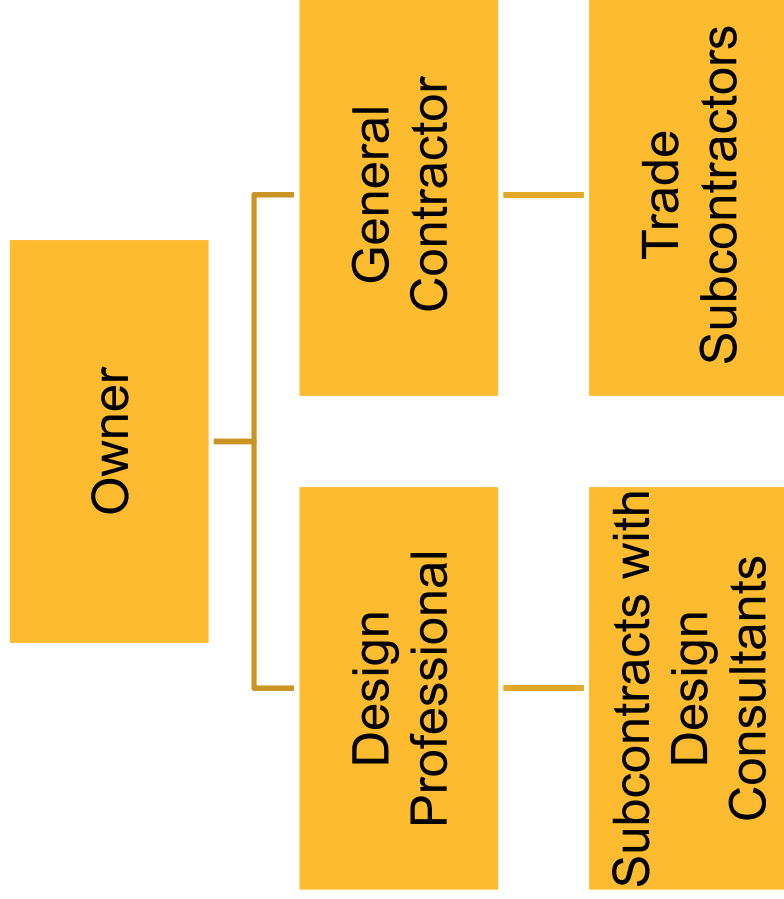 Owner
Design
Professional
General
Contractor
Subcontracts with
Design
Consultants
Trade
Subcontractors